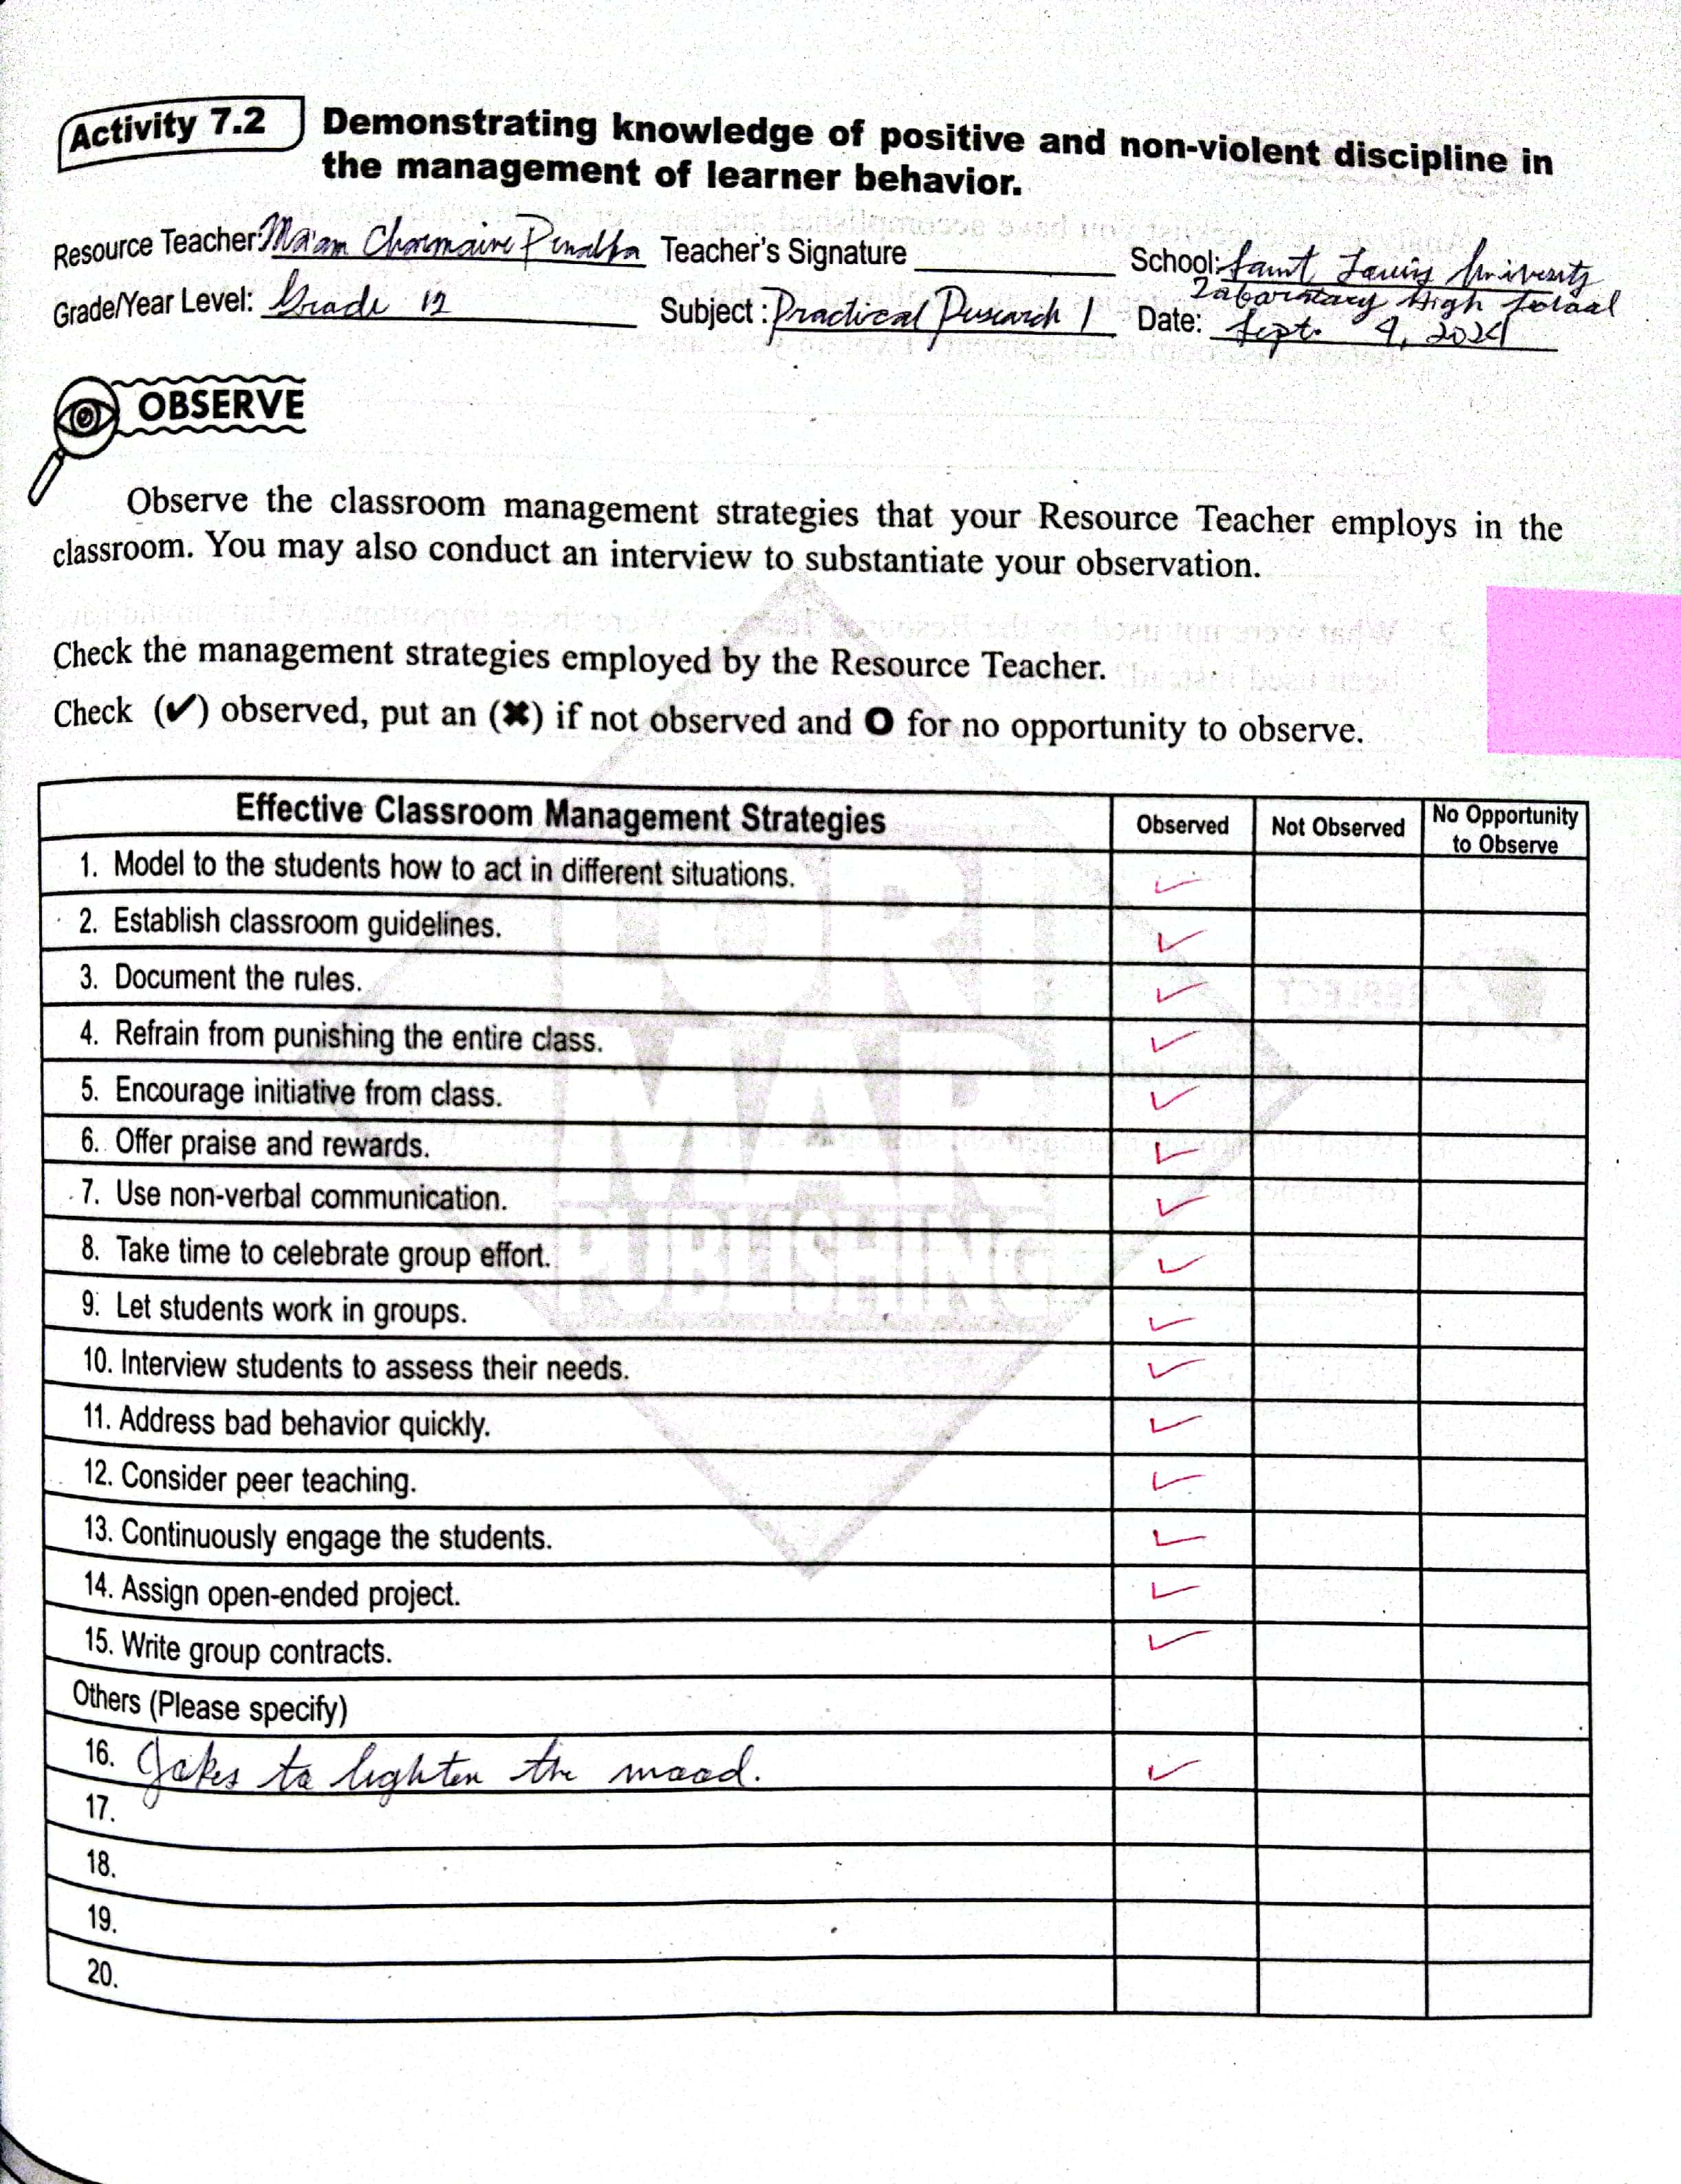 Activity 7.2
Demonstrating knowledge of positive and non-violent discipline in
the management of learner behavior.
Resource Teacher: Ma'am Charmaine Teacher's Signature School: Saint Louis University
Laboratory High School
Grade/Year Level: Grade 12 Subject : Practical Research 1 Date: Sept. 9, 2024
OBSERVE
Observe the classroom management strategies that your Resource Teacher employs in the
classroom. You may also conduct an interview to substantiate your observation.
Check the management strategies employed by the Resource Teacher.
Check (✔) observed, put an (✖) if not observed and O for no opportunity to observe.
Effective Classroom Management Strategies Observed Not Observed No Opportunity
to Observe
1. Model to the students how to act in different situations. ✓
2. Establish classroom guidelines. ✓
3. Document the rules. ✓
4. Refrain from punishing the entire class. ✓
5. Encourage initiative from class. ✓
6. Offer praise and rewards. ✓
7. Use non-verbal communication. ✓
8. Take time to celebrate group effort. ✓
9. Let students work in groups. ✓
10. Interview students to assess their needs. ✓
11. Address bad behavior quickly. ✓
12. Consider peer teaching. ✓
13. Continuously engage the students. ✓
14. Assign open-ended project. ✓
15. Write group contracts. ✓
Others (Please specify)
16. Jokes to lighten the mood. ✓
17.
18.
19.
20.
LORI
MAR
PUBLISHING